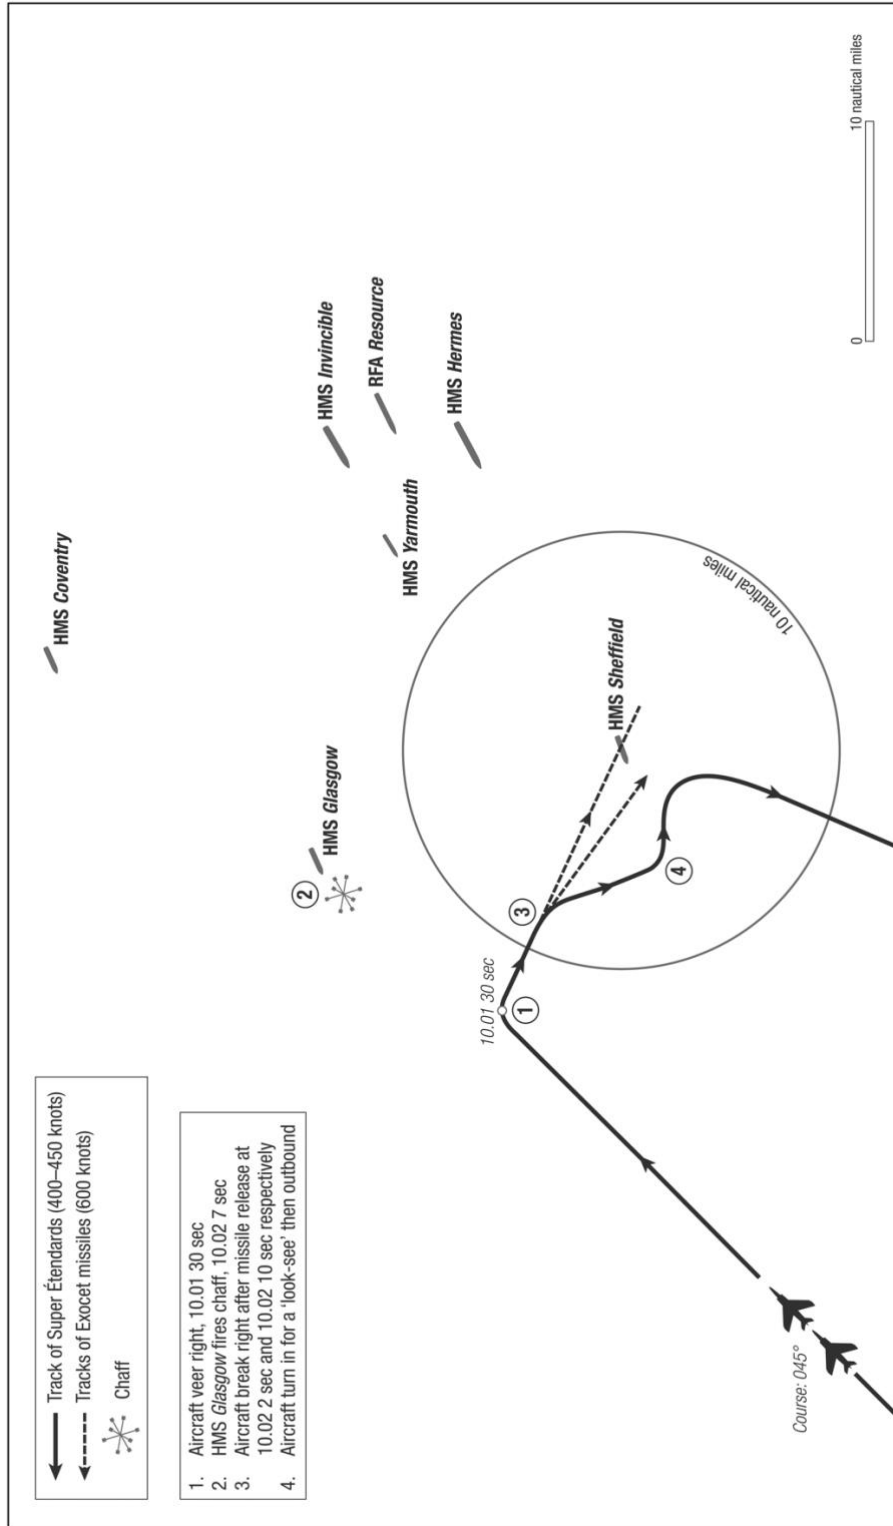 Track of Super Étendards (400–450 knots)
Tracks of Exocet missiles (600 knots)
Chaff
1. Aircraft veer right, 10.01 30 sec
2. HMS Glasgow fires chaff, 10.02 7 sec
3. Aircraft break right after missile release at
10.02 2 sec and 10.02 10 sec respectively
4. Aircraft turn in for a ‘look-see’ then outbound
HMS Coventry
HMS Glasgow
2
HMS Invincible
RFA Resource
HMS Yarmouth
HMS Hermes
10.01 30 sec
1
3
HMS Sheffield
4
10 nautical miles
Course: 045°
0
10 nautical miles